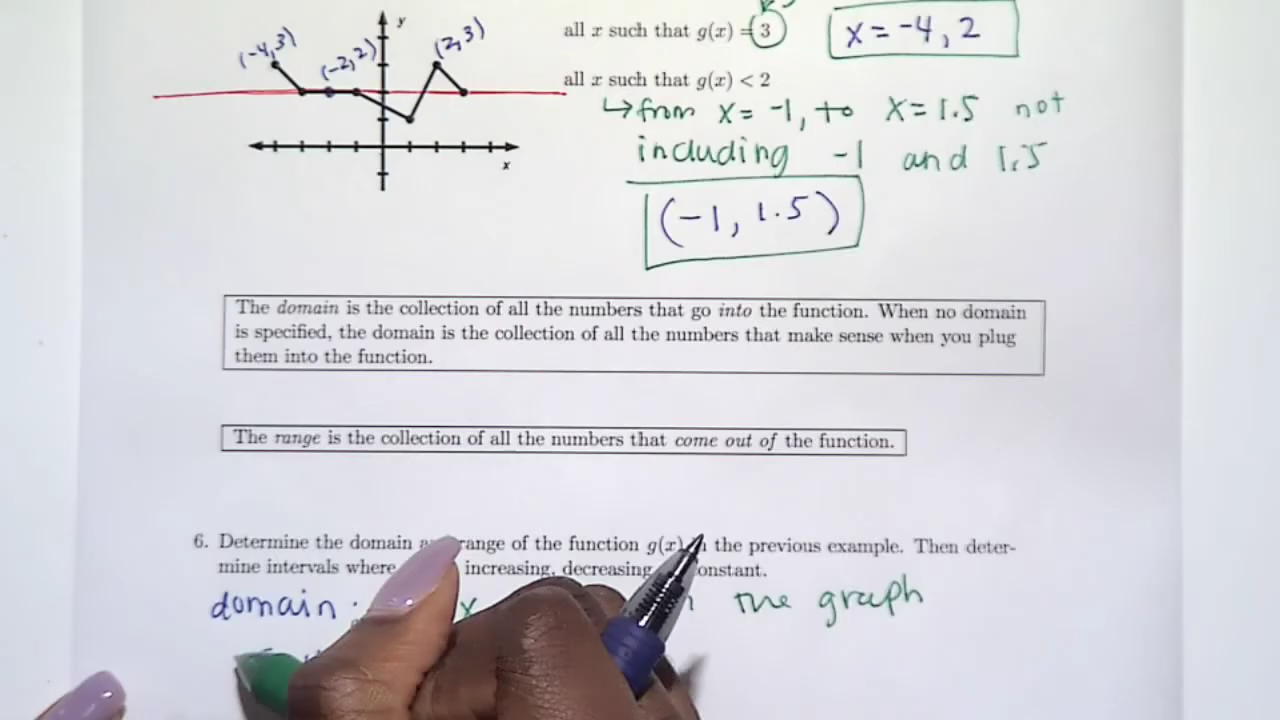 y
(-4,3)
(-2,2)
(2,3)
x
all x such that g(x) = 3
x = -4, 2
all x such that g(x) < 2
↳ from x = -1, to x = 1.5 not
including -1 and 1.5
(-1, 1.5)
The domain is the collection of all the numbers that go into the function. When no domain
is specified, the domain is the collection of all the numbers that make sense when you plug
them into the function.
The range is the collection of all the numbers that come out of the function.
6. Determine the domain range of the function g(x) the previous example. Then deter-
mine intervals where increasing, decreasing onstant.
domain: x the graph